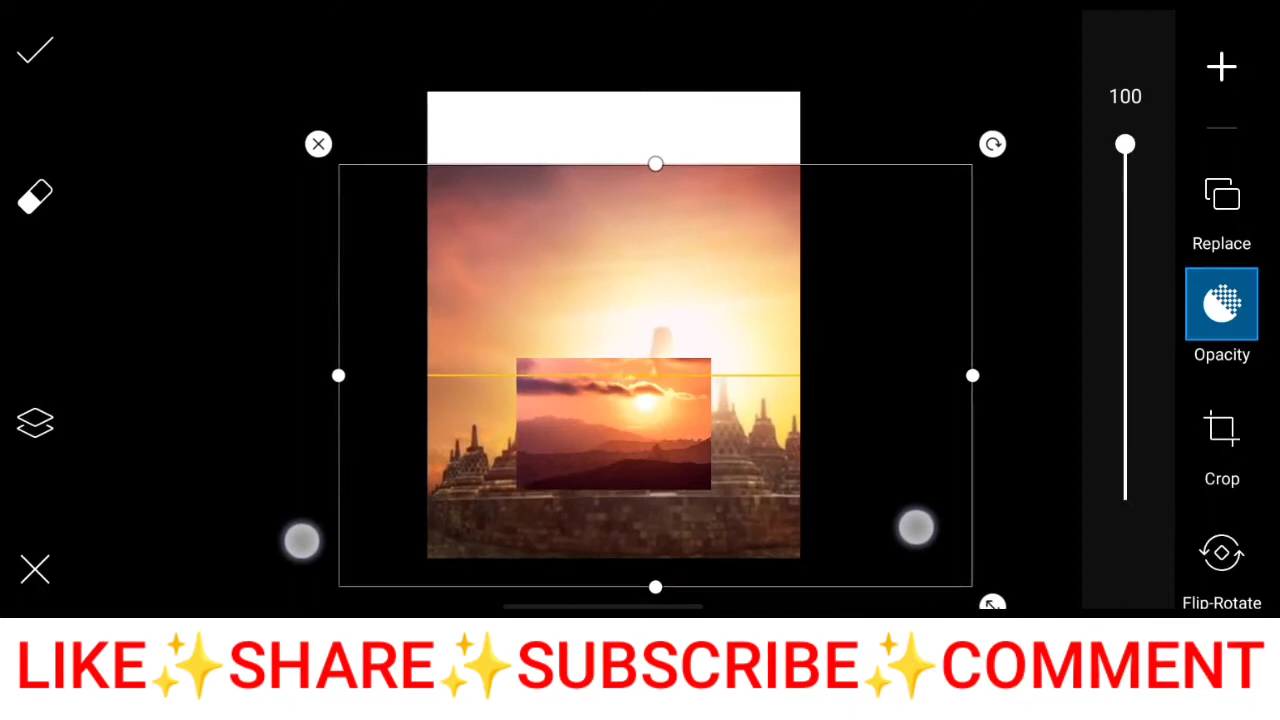 100
Replace
Opacity
Crop
Flip-Rotate
LIKE✨SHARE✨SUBSCRIBE✨COMMENT